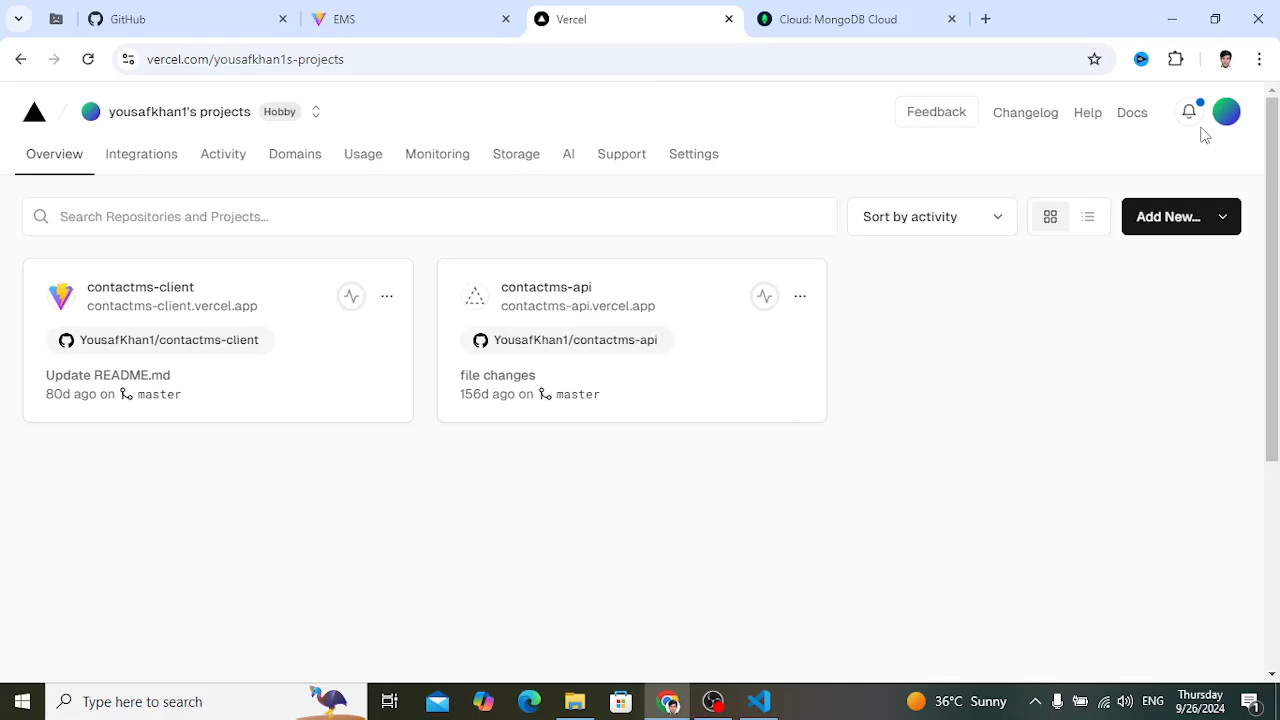 GitHub
EMS
Vercel
Cloud: MongoDB Cloud
vercel.com/yousafkhan1s-projects
yousafkhan1's projects Hobby
Feedback Changelog Help Docs
Overview Integrations Activity Domains Usage Monitoring Storage AI Support Settings
Search Repositories and Projects...
Sort by activity
Add New...
contactms-client
contactms-client.vercel.app
YousafKhan1/contactms-client
Update README.md
80d ago on master
contactms-api
contactms-api.vercel.app
YousafKhan1/contactms-api
file changes
156d ago on master
Type here to search
36°C Sunny
ENG
Thursday
9/26/2024
1